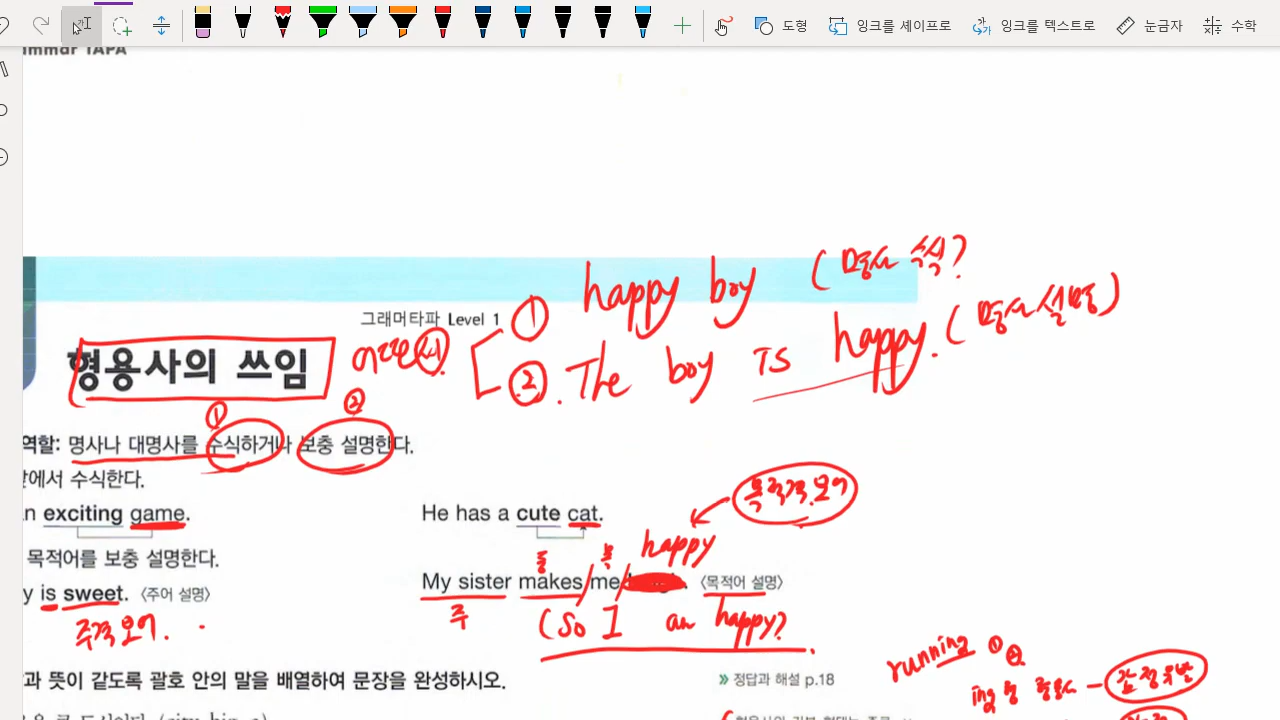 도형 잉크를 셰이프로 잉크를 텍스트로 눈금자 수학
mmar TAPA
happy boy (명사 수식?
그래머타파 Level 1 ①
형용사의 쓰임 ② . The boy is happy. (명사 설명)
① ②
역할: 명사나 대명사를 수식하거나 보충 설명한다.
앞에서 수식한다.
목적격 보어
n exciting game. He has a cute cat.
happy
목적어를 보충 설명한다. 동 목
y is sweet. 〈주어 설명〉 My sister makes me 〈목적어 설명〉
주격 보어. 주 (So I am happy?
running ① ②
과 뜻이 같도록 괄호 안의 말을 배열하여 문장을 완성하시오. » 정답과 해설 p.18
ing